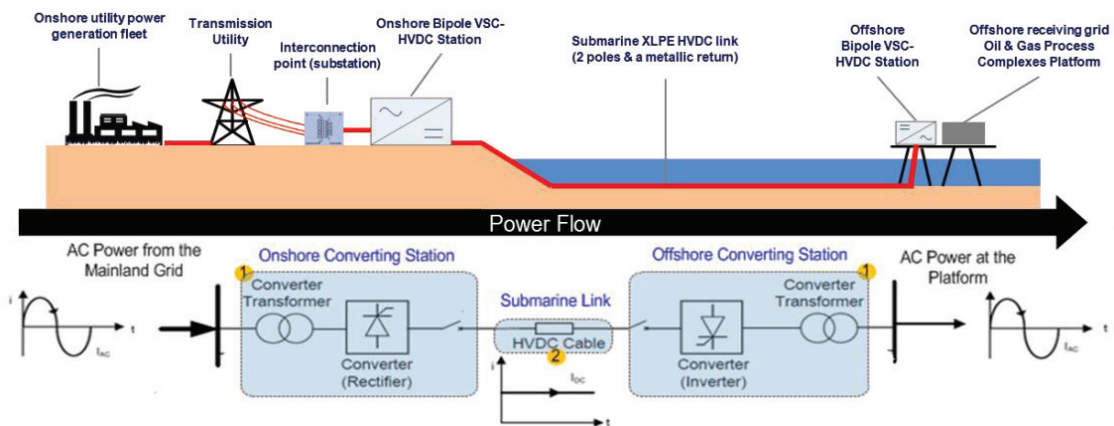 Onshore utility power
generation fleet
Transmission
Utility
Interconnection
point (substation)
Onshore Bipole VSC-
HVDC Station
Submarine XLPE HVDC link
(2 poles & a metallic return)
Offshore
Bipole VSC-
HVDC Station
Offshore receiving grid
Oil & Gas Process
Complexes Platform
Power Flow
AC Power from the
Mainland Grid
i
t
IAC
Onshore Converting Station
1
Converter
Transformer
Converter
(Rectifier)
Submarine Link
HVDC Cable
2
i
IDC
t
Offshore Converting Station
1
Converter
Transformer
Converter
(Inverter)
AC Power at the
Platform
i
t
IAC